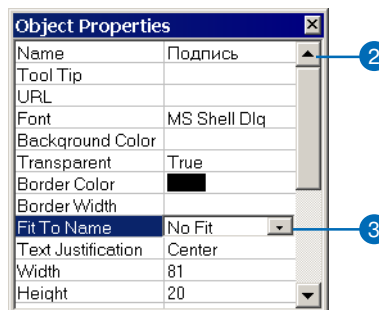 Object Properties
Name Подпись
2
Tool Tip
URL
Font MS Shell Dlg
Background Color
Transparent True
Border Color
Border Width
Fit To Name No Fit
3
Text Justification Center
Width 81
Height 20